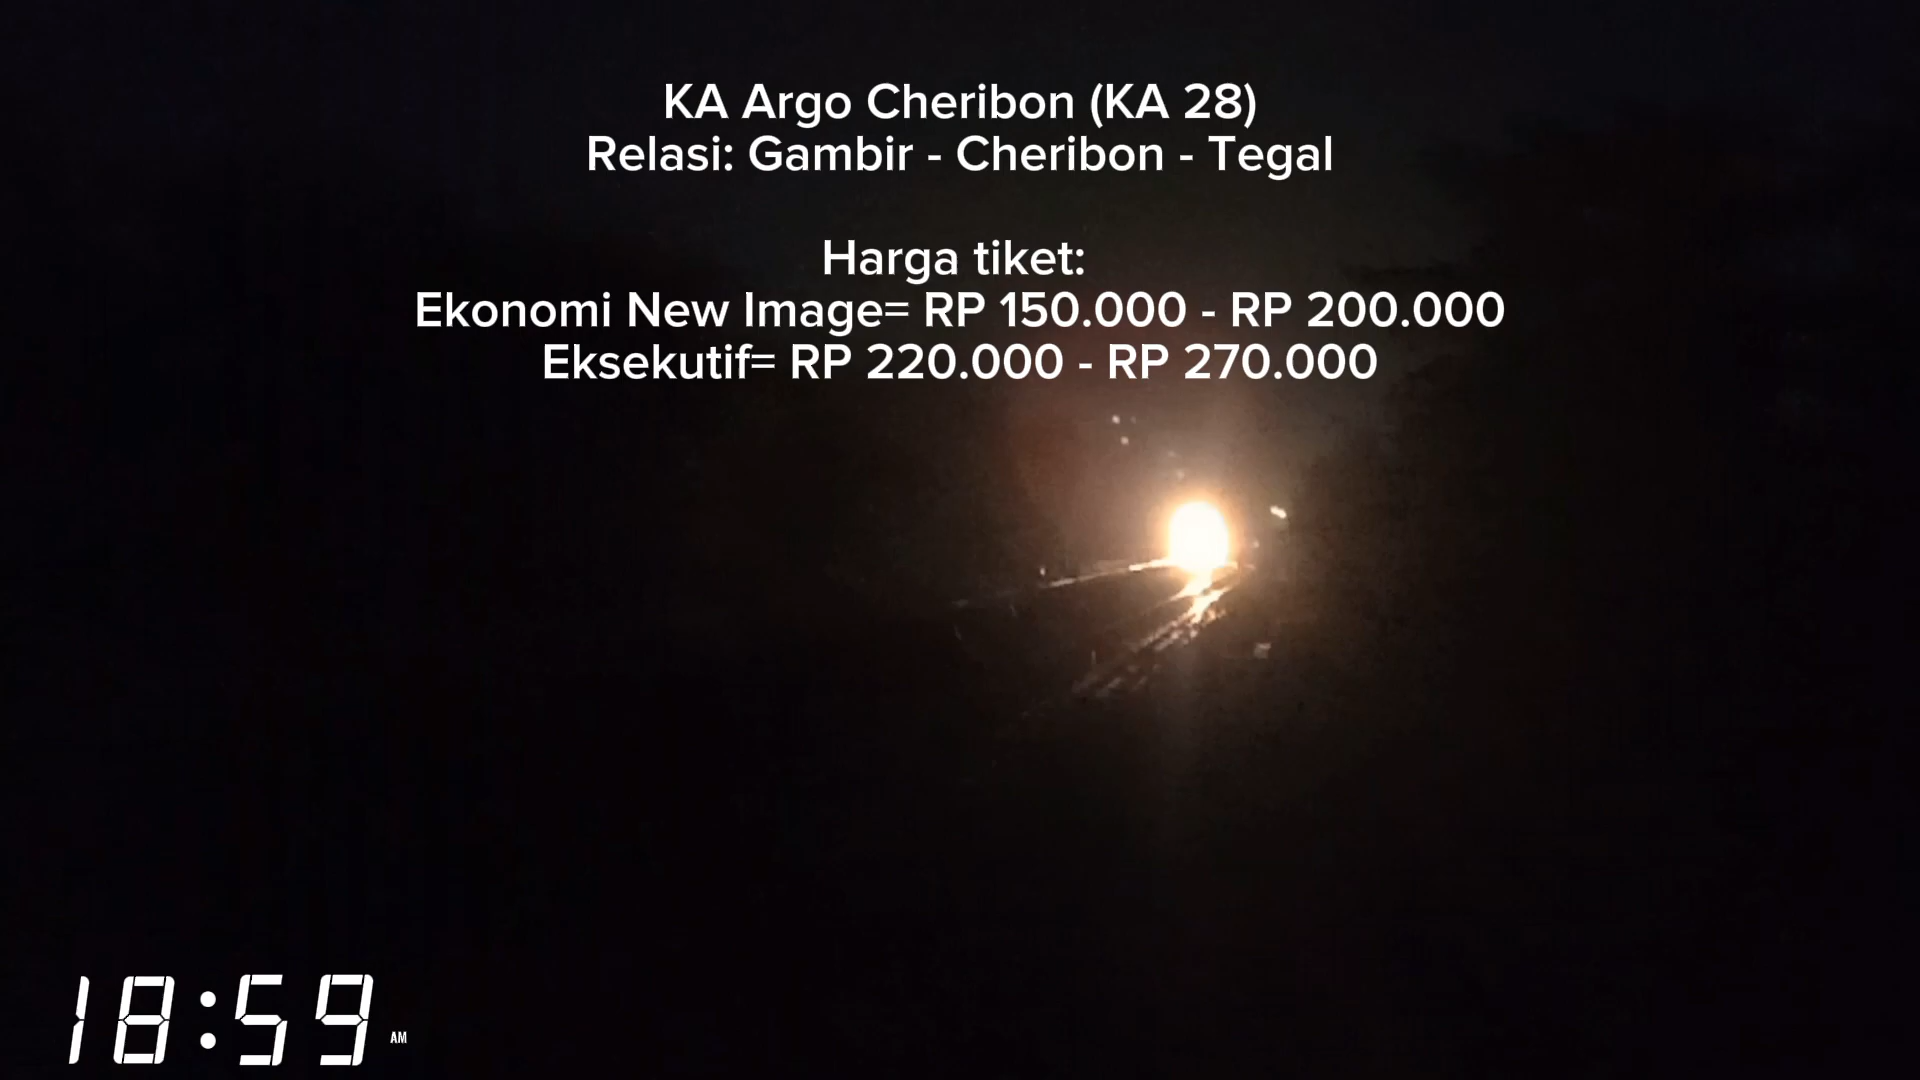 KA Argo Cheribon (KA 28)
Relasi: Gambir - Cheribon - Tegal
Harga tiket:
Ekonomi New Image= RP 150.000 - RP 200.000
Eksekutif= RP 220.000 - RP 270.000
18:59 AM